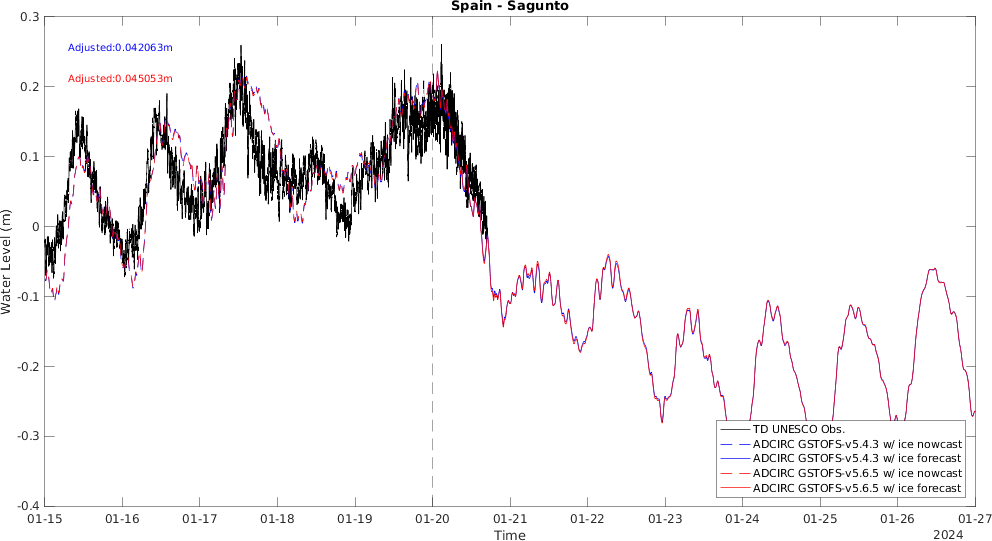 Spain - Sagunto
0.3
0.2
0.1
0
-0.1
-0.2
-0.3
-0.4
Water Level (m)
Adjusted:0.042063m
Adjusted:0.045053m
TD UNESCO Obs.
ADCIRC GSTOFS-v5.4.3 w/ ice nowcast
ADCIRC GSTOFS-v5.4.3 w/ ice forecast
ADCIRC GSTOFS-v5.6.5 w/ ice nowcast
ADCIRC GSTOFS-v5.6.5 w/ ice forecast
01-15 01-16 01-17 01-18 01-19 01-20 01-21 01-22 01-23 01-24 01-25 01-26 01-27
Time
2024